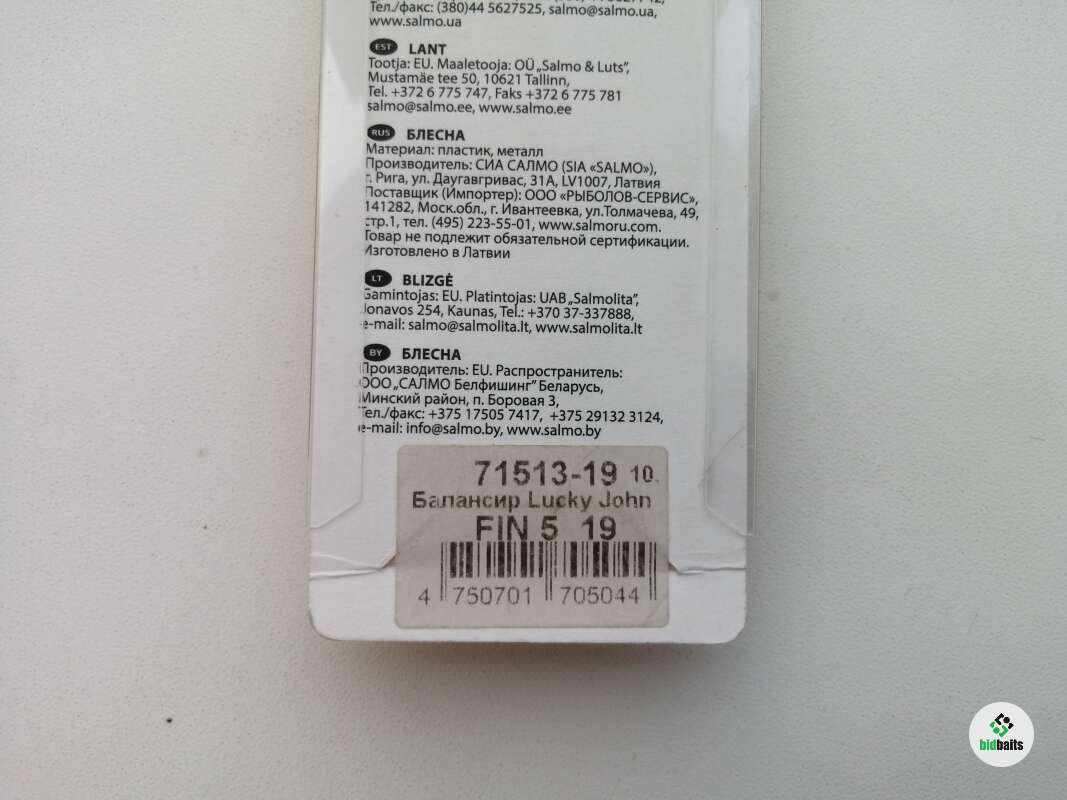 Тел./факс: (380)44 5627525, salmo@salmo.ua,
www.salmo.ua
EST LANT
Tootja: EU. Maaletooja: OÜ „Salmo & Luts”,
Mustamäe tee 50, 10621 Tallinn,
Tel. +372 6 775 747, Faks +372 6 775 781
salmo@salmo.ee, www.salmo.ee
RUS БЛЕСНА
Материал: пластик, металл
Производитель: СИА САЛМО (SIA «SALMO»),
г. Рига, ул. Даугавгривас, 31А, LV1007, Латвия
Поставщик (Импортер): ООО «РЫБОЛОВ-СЕРВИС»,
141282, Моск.обл., г. Ивантеевка, ул.Толмачева, 49,
стр.1, тел. (495) 223-55-01, www.salmoru.com.
Товар не подлежит обязательной сертификации.
Изготовлено в Латвии
LT BLIZGĖ
Gamintojas: EU. Platintojas: UAB „Salmolita”,
Jonavos 254, Kaunas, Tel.: +370 37-337888,
e-mail: salmo@salmolita.lt, www.salmolita.lt
BY БЛЕСНА
Производитель: EU. Распространитель:
ООО „САЛМО Белфишинг” Беларусь,
Минский район, п. Боровая 3,
Тел./факс: +375 17505 7417, +375 29132 3124,
e-mail: info@salmo.by, www.salmo.by
71513-19 10.
Балансир Lucky John
FIN 5 19
4 750701 705044
bidbaits